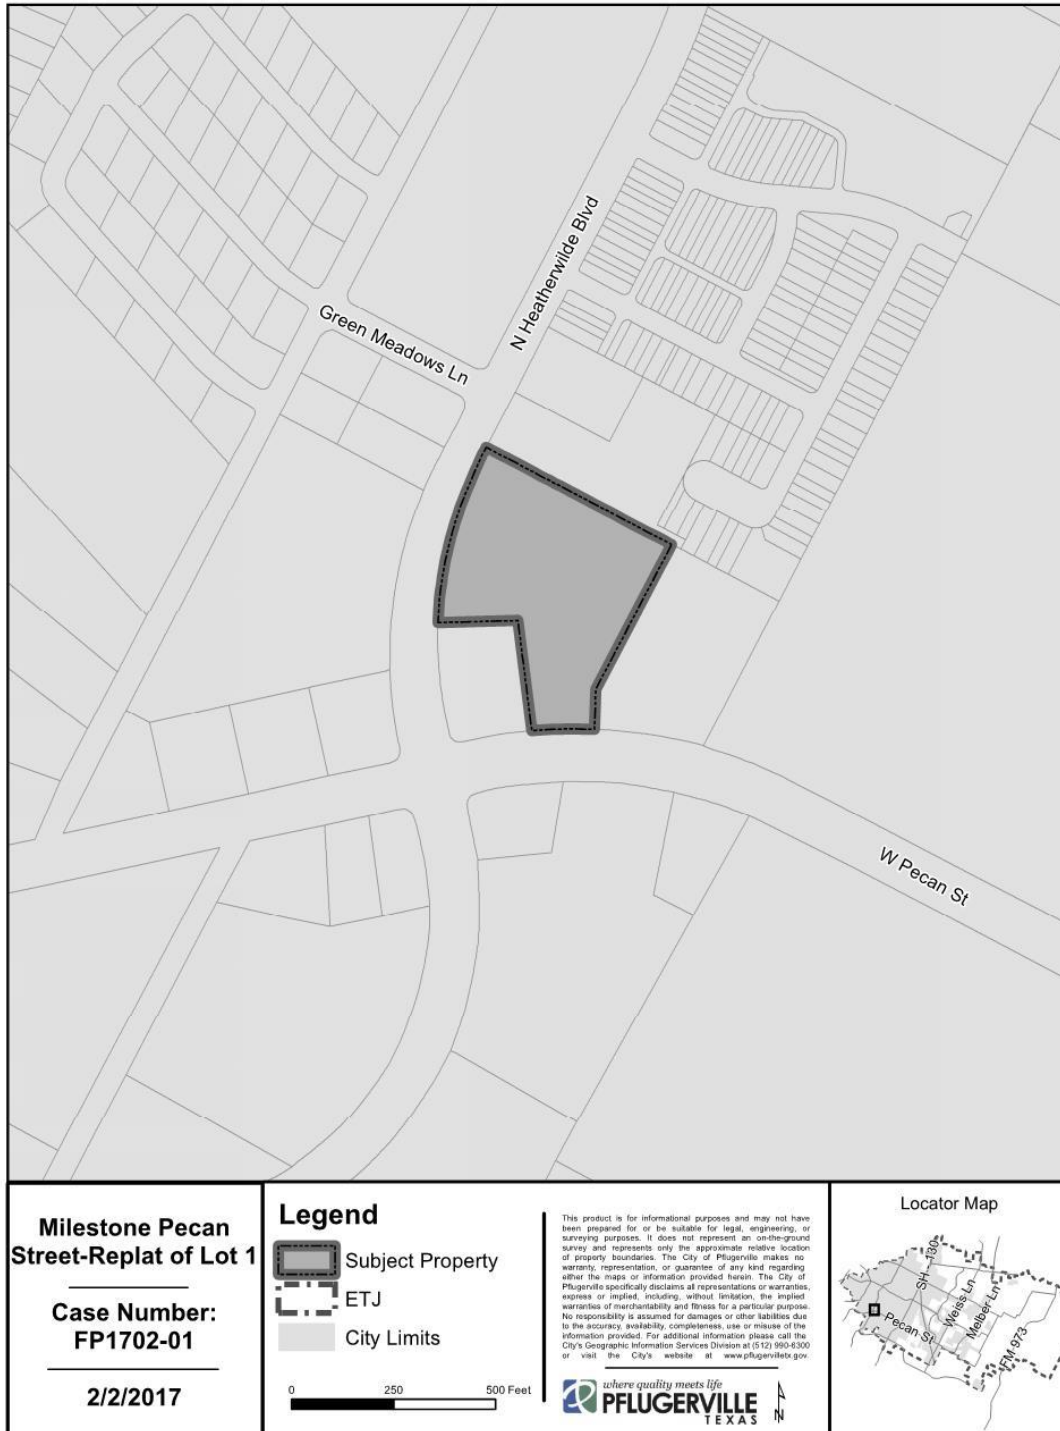 Green Meadows Ln
N Heatherwilde Blvd
W Pecan St
Milestone Pecan
Street-Replat of Lot 1
Case Number:
FP1702-01
2/2/2017
Legend
Subject Property
ETJ
City Limits
0 250 500 Feet
This product is for informational purposes and may not have
been prepared for or be suitable for legal, engineering, or
surveying purposes. It does not represent an on-the-ground
survey and represents only the approximate relative location
of property boundaries. The City of Pflugerville makes no
warranty, representation, or guarantee of any kind regarding
either the maps or information provided herein. The City of
Pflugerville specifically disclaims all representations or warranties,
express or implied, including, without limitation, the implied
warranties of merchantability and fitness for a particular purpose.
No responsibility is assumed for damages or other liabilities due
to the accuracy, availability, completeness, use or misuse of the
information provided. For additional information please call the
City's Geographic Information Services Division at (512) 990-6300
or visit the City's website at www.pflugervilletx.gov.
where quality meets life
PFLUGERVILLE
TEXAS
N
Locator Map
SH - 130
Weiss Ln
Melber Ln
Pecan St
FM 973